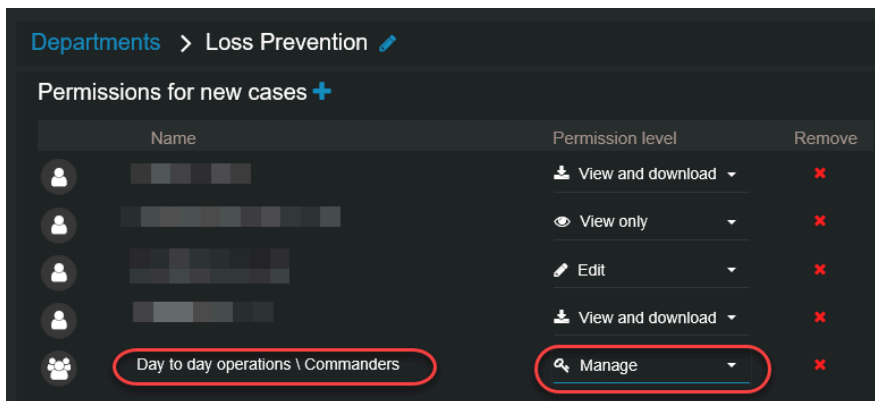 Departments > Loss Prevention
Permissions for new cases +
Name Permission level Remove
View and download
View only
Edit
View and download
Day to day operations \ Commanders Manage